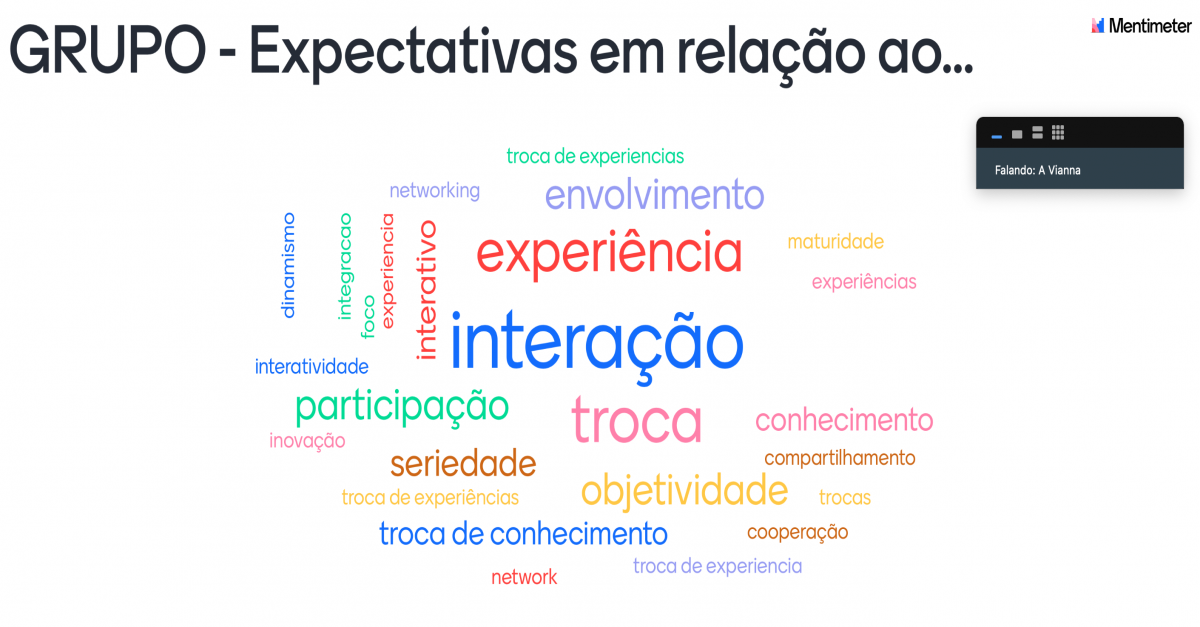 GRUPO - Expectativas em relação ao...
Mentimeter
Falando: A Vianna
troca de experiencias
networking
envolvimento
dinamismo
integracao
foco
experiencia
interativo
experiência
maturidade
experiências
interação
interatividade
participação
troca
conhecimento
inovação
seriedade
compartilhamento
troca de experiências
objetividade
trocas
troca de conhecimento
cooperação
network
troca de experiencia